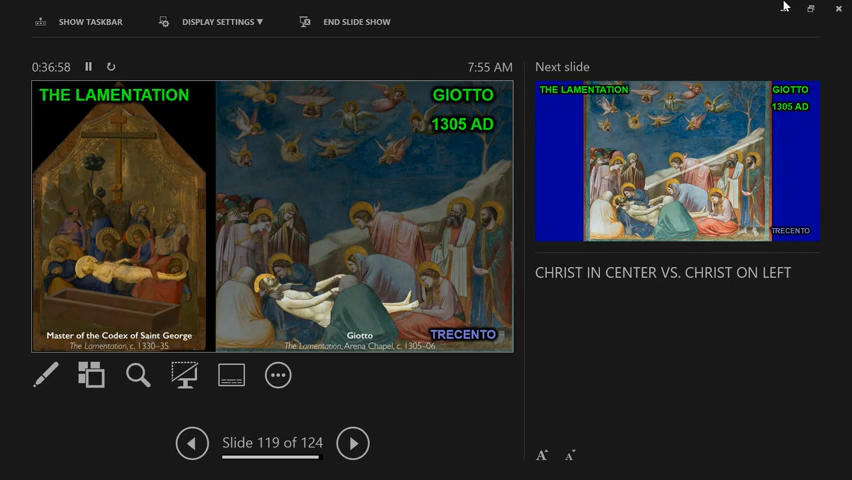 SHOW TASKBAR
DISPLAY SETTINGS ▼
END SLIDE SHOW
0:36:58
7:55 AM
THE LAMENTATION
GIOTTO
1305 AD
Master of the Codex of Saint George
The Lamentation, c. 1330–35
Giotto
The Lamentation, Arena Chapel, c. 1305–06
TRECENTO
Slide 119 of 124
Next slide
THE LAMENTATION
GIOTTO
1305 AD
TRECENTO
CHRIST IN CENTER VS. CHRIST ON LEFT
A A